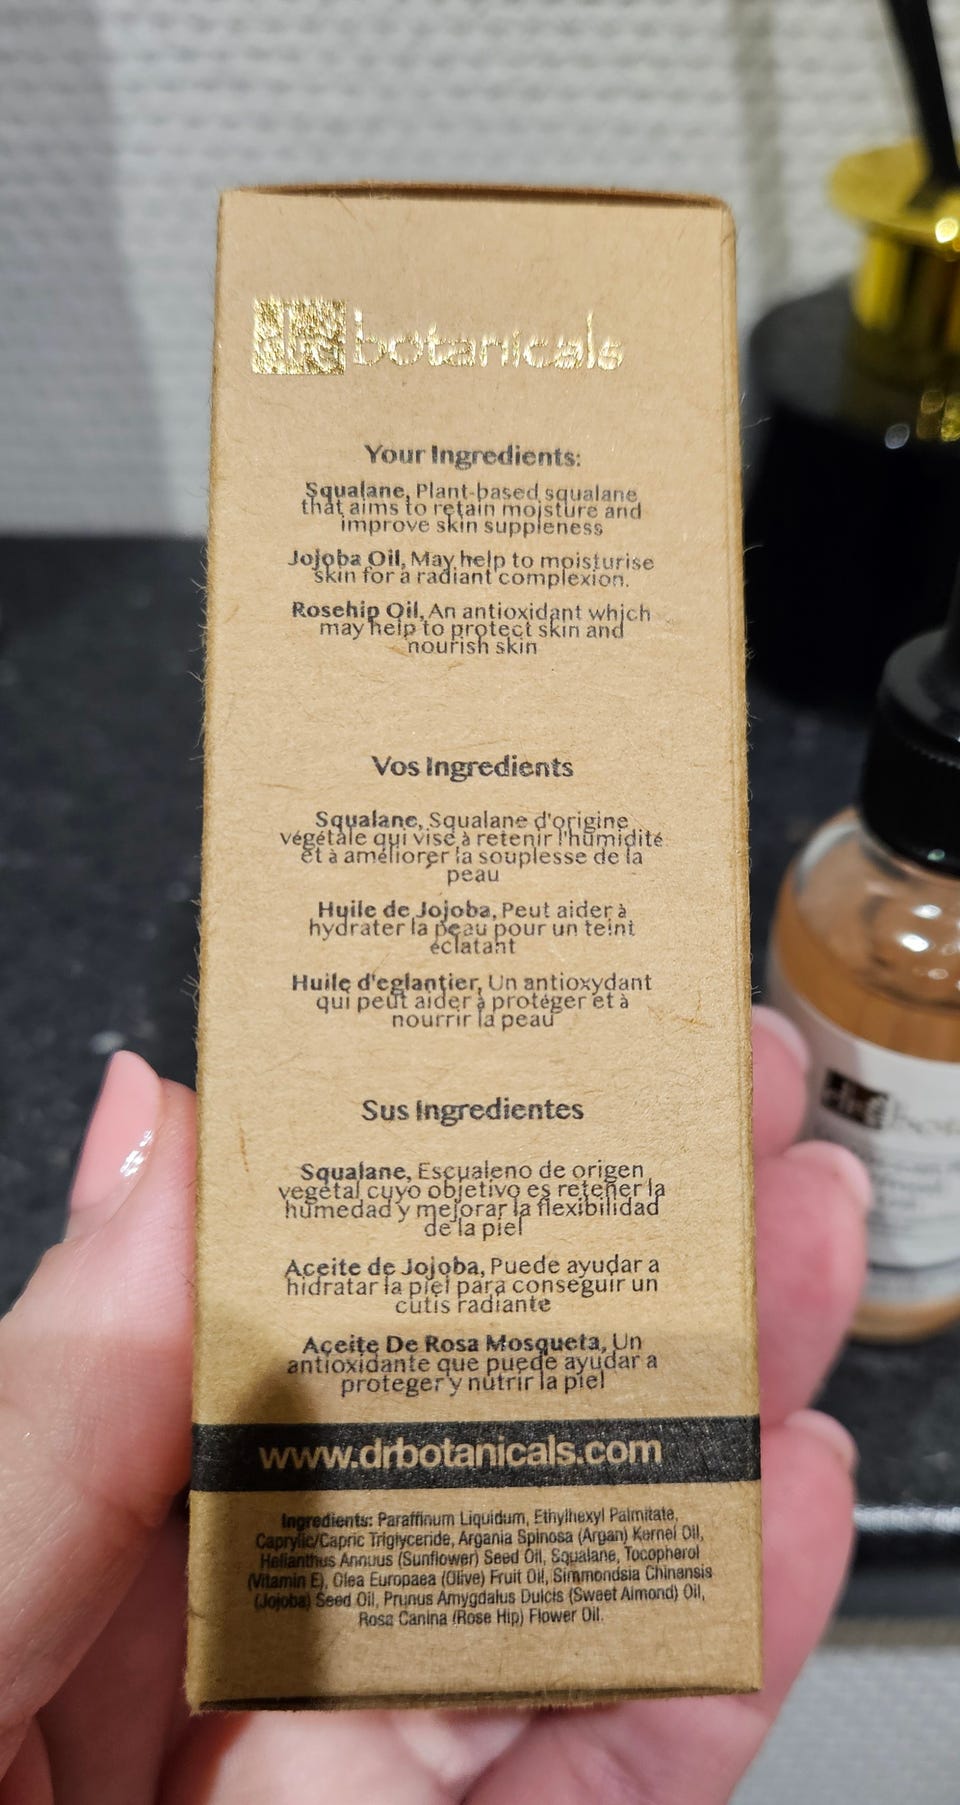 dr botanicals
Your Ingredients:
Squalane, Plant-based squalane
that aims to retain moisture and
improve skin suppleness
Jojoba Oil, May help to moisturise
skin for a radiant complexion.
Rosehip Oil, An antioxidant which
may help to protect skin and
nourish skin
Vos Ingredients
Squalane, Squalane d'origine
végétale qui vise à retenir l'humidité
et à améliorer la souplesse de la
peau
Huile de Jojoba, Peut aider à
hydrater la peau pour un teint
éclatant
Huile d'eglantier, Un antioxydant
qui peut aider à protéger et à
nourrir la peau
Sus Ingredientes
Squalane, Escualeno de origen
vegetal cuyo objetivo es retener la
humedad y mejorar la flexibilidad
de la piel
Aceite de Jojoba, Puede ayudar a
hidratar la piel para conseguir un
cutis radiante
Aceite De Rosa Mosqueta, Un
antioxidante que puede ayudar a
proteger y nutrir la piel
www.drbotanicals.com
Ingredients: Paraffinum Liquidum, Ethylhexyl Palmitate,
Caprylic/Capric Triglyceride, Argania Spinosa (Argan) Kernel Oil,
Helianthus Annuus (Sunflower) Seed Oil, Squalane, Tocopherol
(Vitamin E), Olea Europaea (Olive) Fruit Oil, Simmondsia Chinensis
(Jojoba) Seed Oil, Prunus Amygdalus Dulcis (Sweet Almond) Oil,
Rosa Canina (Rose Hip) Flower Oil.